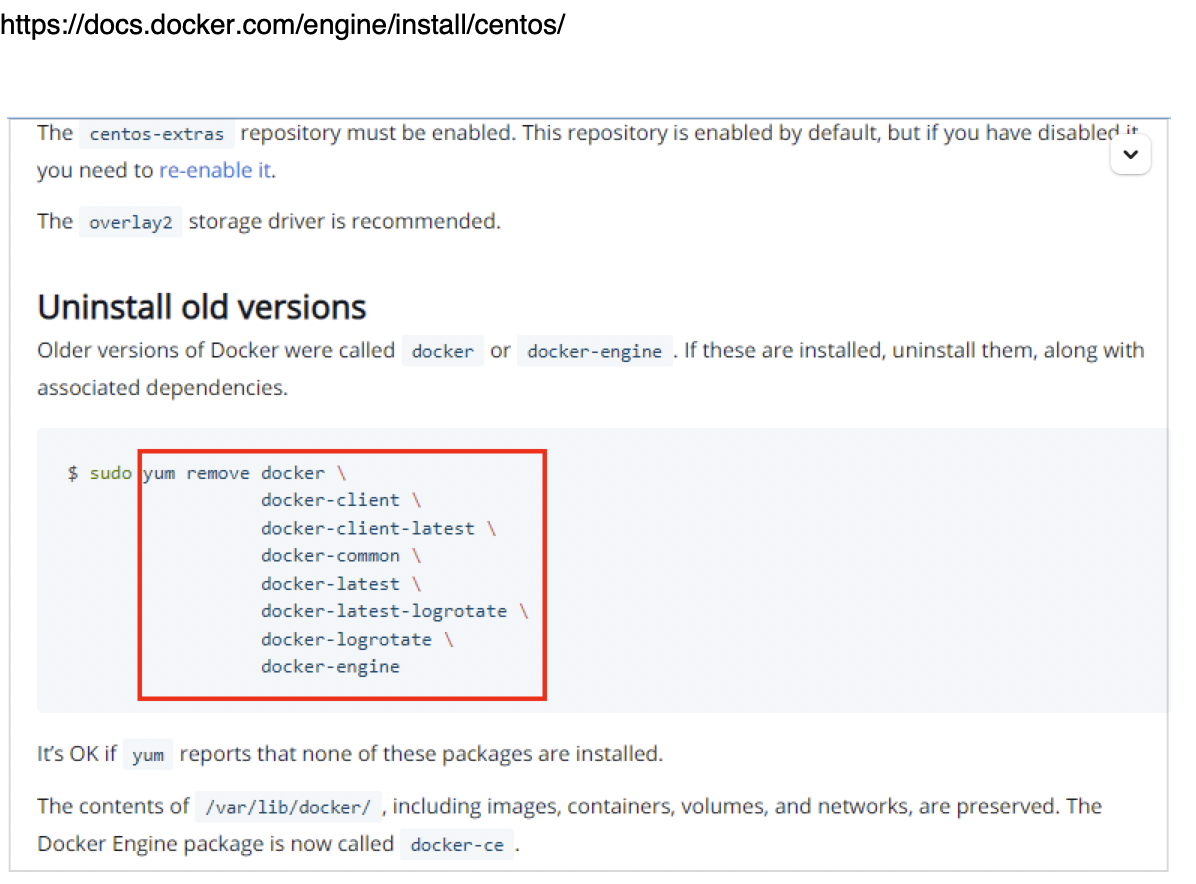 https://docs.docker.com/engine/install/centos/
The centos-extras repository must be enabled. This repository is enabled by default, but if you have disabled it
you need to re-enable it.
The overlay2 storage driver is recommended.
Uninstall old versions
Older versions of Docker were called docker or docker-engine . If these are installed, uninstall them, along with
associated dependencies.
$ sudo yum remove docker \
docker-client \
docker-client-latest \
docker-common \
docker-latest \
docker-latest-logrotate \
docker-logrotate \
docker-engine
It’s OK if yum reports that none of these packages are installed.
The contents of /var/lib/docker/ , including images, containers, volumes, and networks, are preserved. The
Docker Engine package is now called docker-ce .